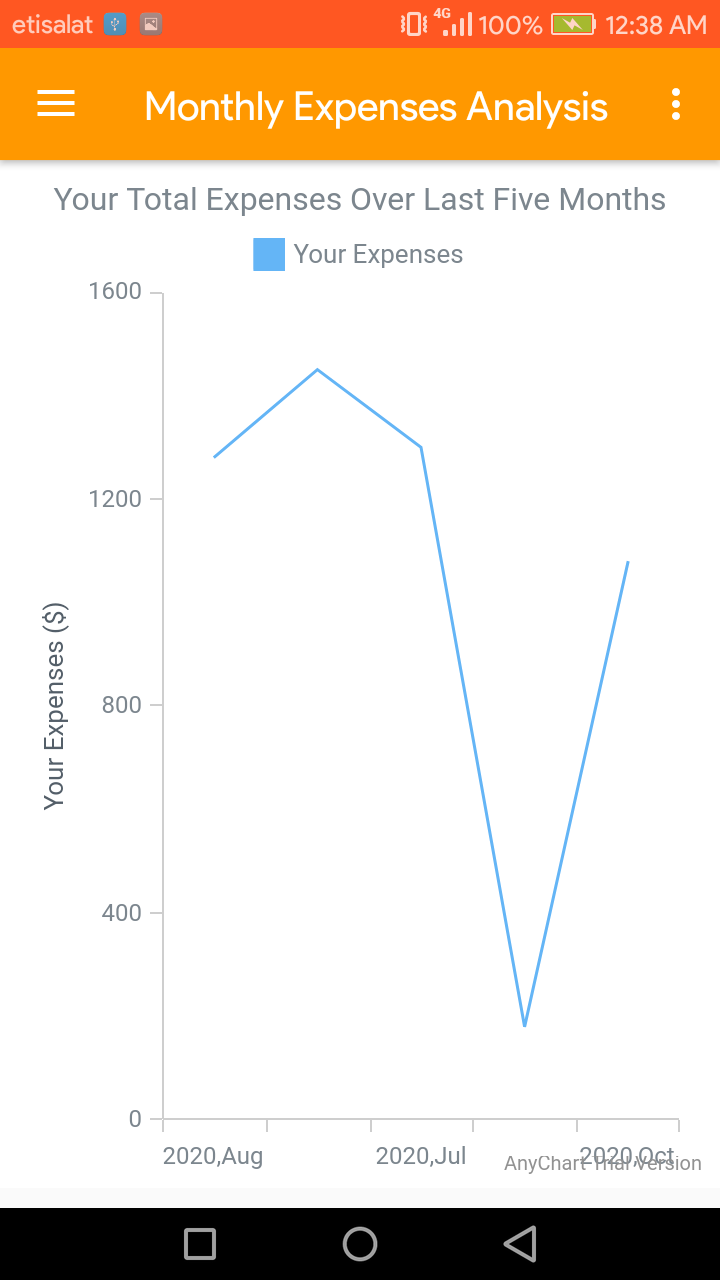 etisalat 4G 100% 12:38 AM
Monthly Expenses Analysis
Your Total Expenses Over Last Five Months
Your Expenses
1600
1200
800
400
0
Your Expenses ($)
2020,Aug 2020,Jul 2020,Oct
AnyChart Trial Version